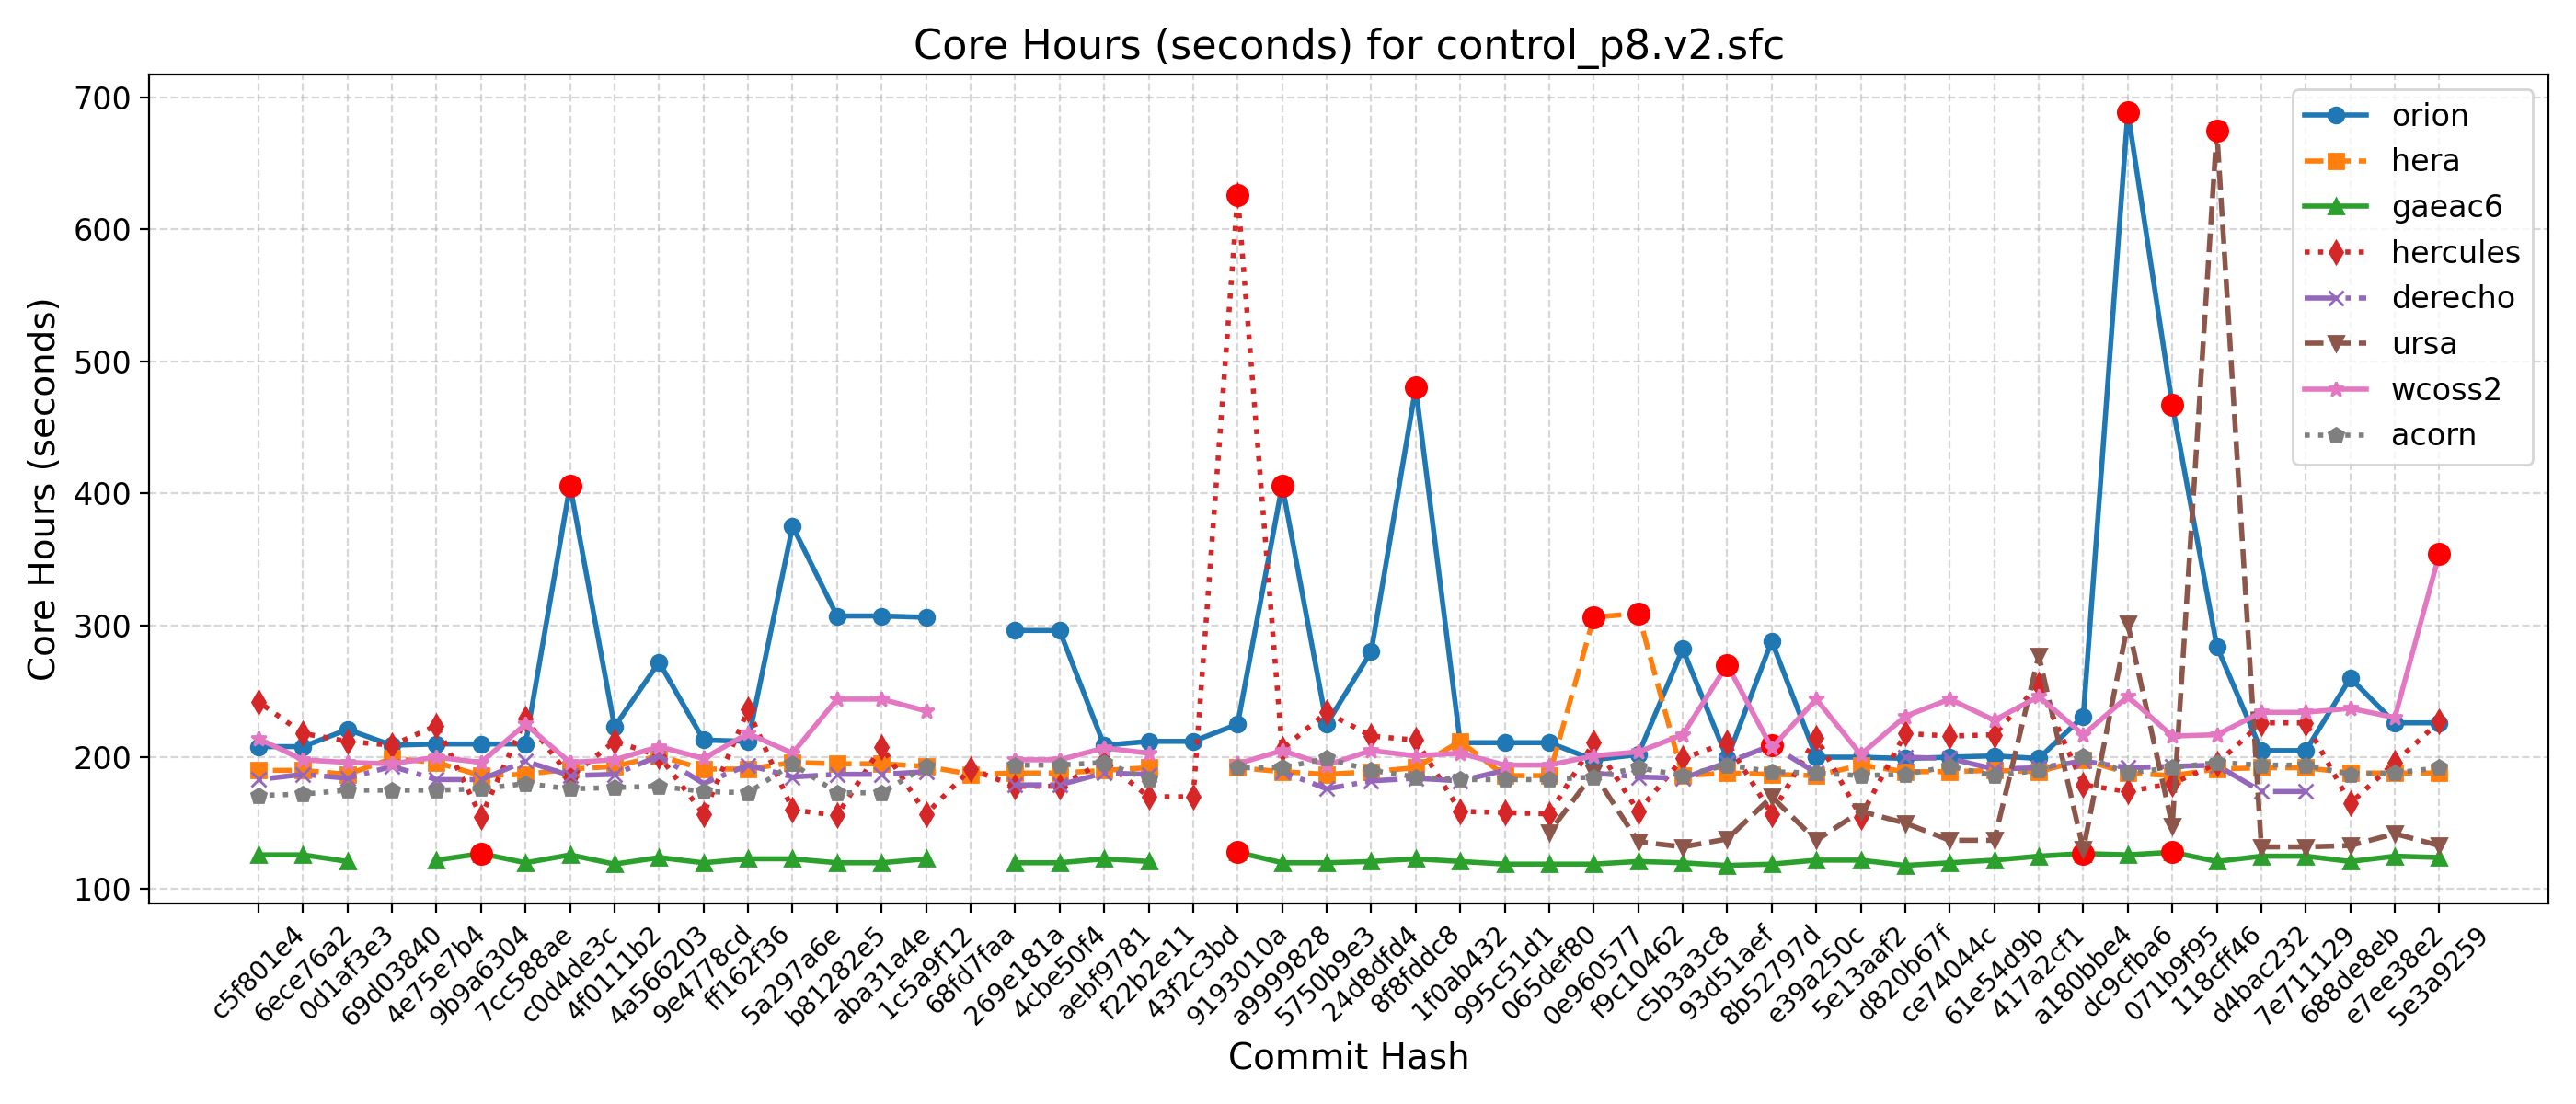 Core Hours (seconds) for control_p8.v2.sfc
Core Hours (seconds)
700
600
500
400
300
200
100
orion
hera
gaeac6
hercules
derecho
ursa
wcoss2
acorn
c5f801e4
6ece76a2
0d1af3e3
69d03840
4e75e7b4
9b9a6304
7cc588ae
c0d4de3c
4f0111b2
4a566203
9e4778cd
ff162f36
5a297a6e
b81282e5
aba31a4e
1c5a9f12
68fd7faa
269e181a
4cbe50f4
aebf9781
f22b2e11
43f2c3bd
9193010a
a9999828
5750b9e3
24d8dfd4
8f8fddc8
1f0ab432
995c51d1
065def80
0e960577
f9c10462
c5b3a3c8
93d51aef
8b52797d
e39a250c
5e13aaf2
d820b67f
ce74044c
61e54d9b
417a2cf1
a180bbe4
dc9cfba6
071b9f95
118cff46
d4bac232
7e711129
688de8eb
e7ee38e2
5e3a9259
Commit Hash